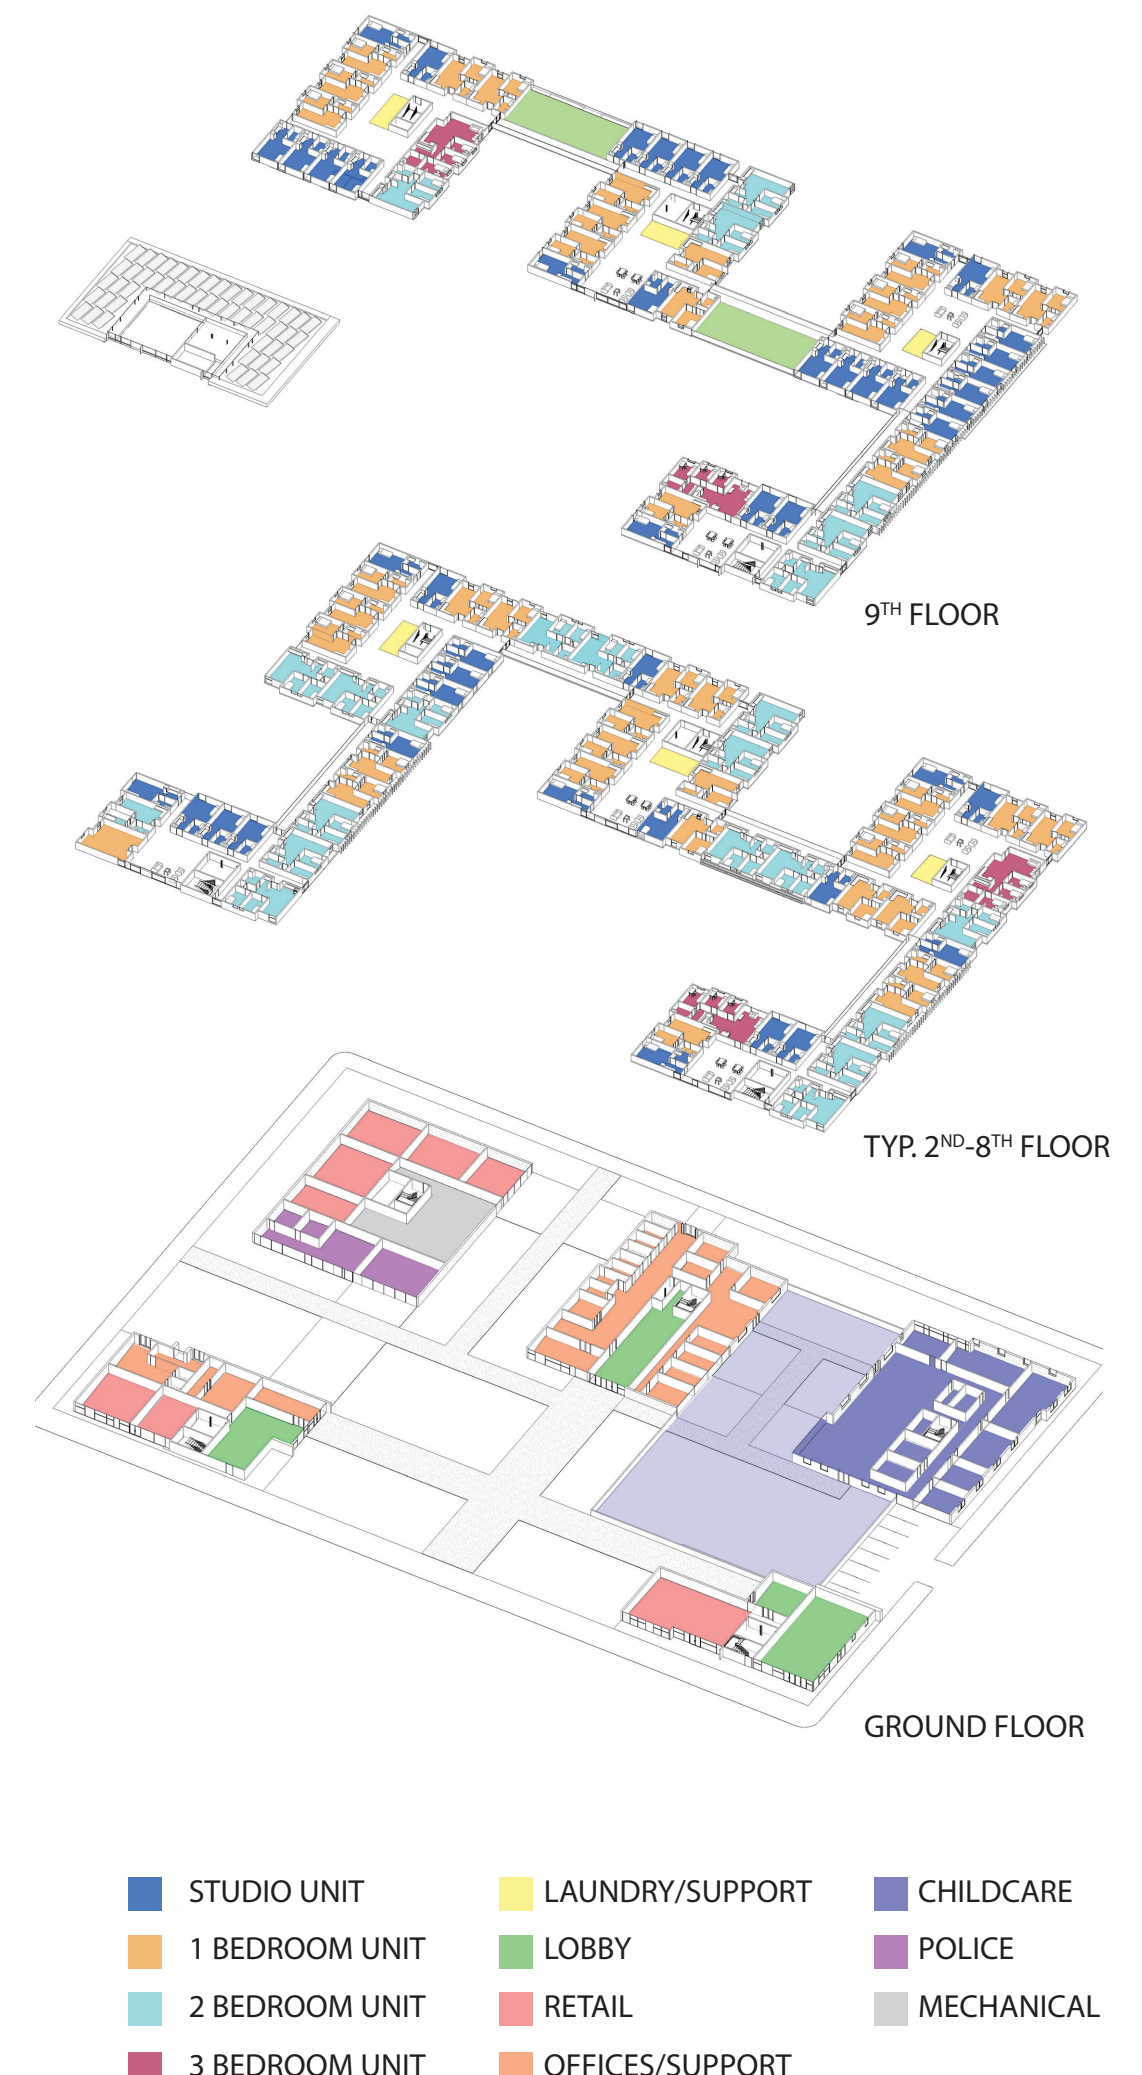 9TH FLOOR
TYP. 2ND-8TH FLOOR
GROUND FLOOR
STUDIO UNIT
1 BEDROOM UNIT
2 BEDROOM UNIT
3 BEDROOM UNIT
LAUNDRY/SUPPORT
LOBBY
RETAIL
OFFICES/SUPPORT
CHILDCARE
POLICE
MECHANICAL